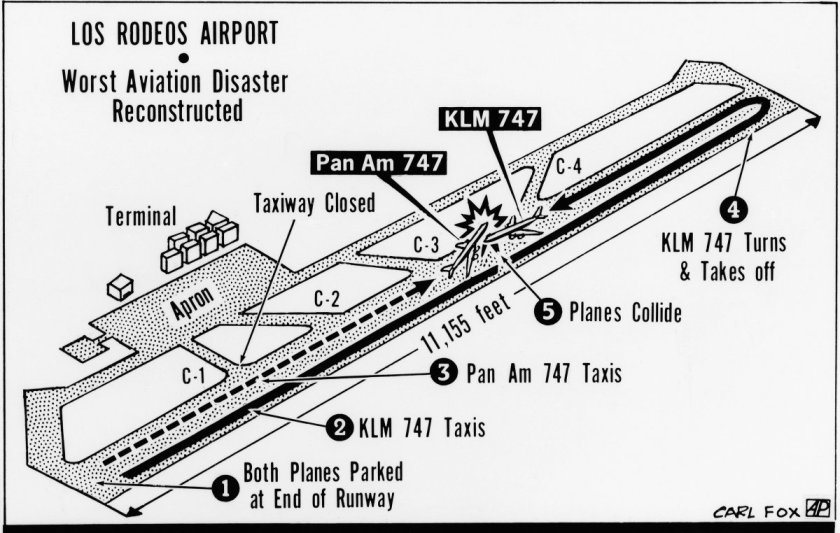 LOS RODEOS AIRPORT
•
Worst Aviation Disaster
Reconstructed
KLM 747
Pan Am 747
C-4
Terminal
Taxiway Closed
4
KLM 747 Turns
& Takes off
C-3
Apron
C-2
5 Planes Collide
11,155 feet
C-1
3 Pan Am 747 Taxis
2 KLM 747 Taxis
1 Both Planes Parked
at End of Runway
CARL FOX AP